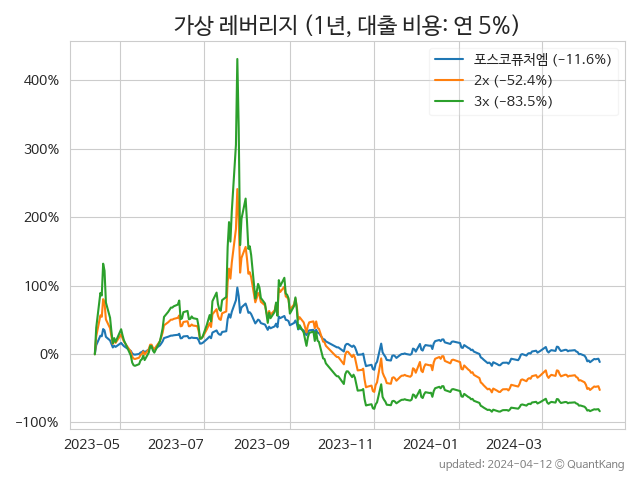 가상 레버리지 (1년, 대출 비용: 연 5%)
포스코퓨처엠 (-11.6%)
2x (-52.4%)
3x (-83.5%)
400%
300%
200%
100%
0%
-100%
2023-05 2023-07 2023-09 2023-11 2024-01 2024-03
updated: 2024-04-12 © QuantKang